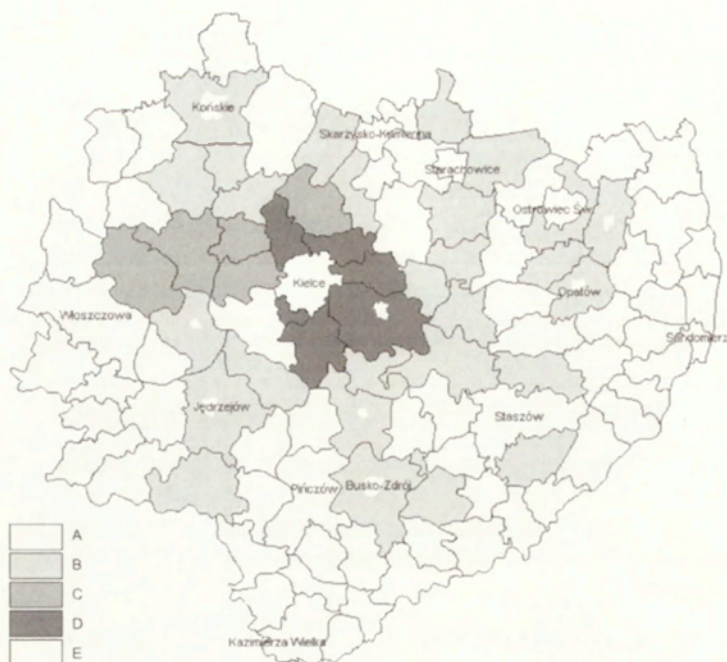 Końskie
Skarżysko-Kamienna
Starachowice
Ostrowiec Św.
Kielce
Opatów
Włoszczowa
Sandomierz
Jędrzejów
Staszów
Pińczów
Busko-Zdrój
A
B
C
D
E
Kazimierza Wielka